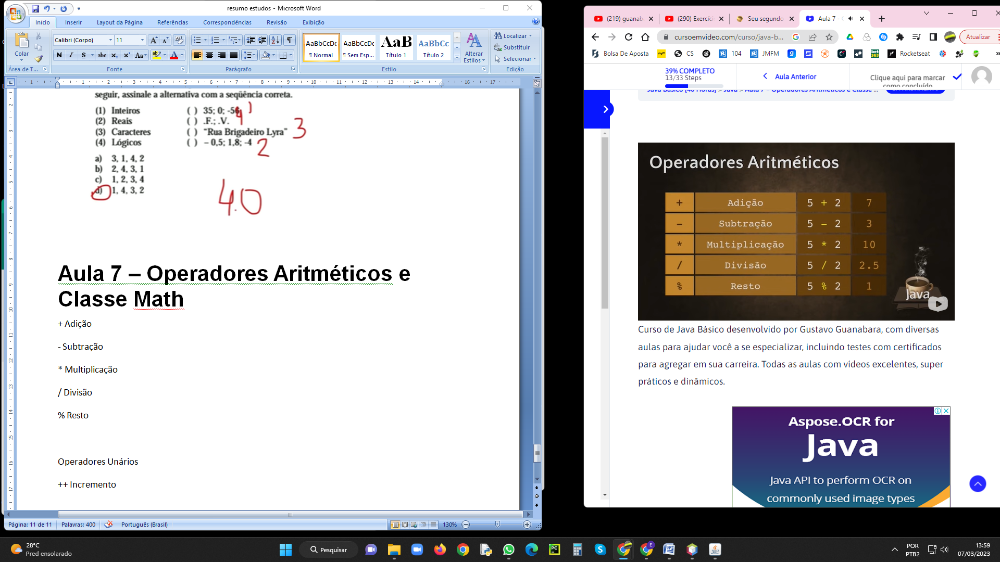 resumo estudos - Microsoft Word
Início
Inserir
Layout da Página
Referências
Correspondências
Revisão
Exibição
Colar
Área de T...
Calibri (Corpo)
11
Fonte
Parágrafo
AaBbCcDc
¶ Normal
AaBbCcDc
¶ Sem Esp...
AaB
Título 1
AaBbCc
Título 2
Alterar
Estilos
Estilo
Localizar
Substituir
Selecionar
Edição
seguir, assinale a alternativa com a seqüência correta.
(1) Inteiros ( ) 35; 0; -56 1
(2) Reais ( ) .F.; .V. 4
(3) Caracteres ( ) "Rua Brigadeiro Lyra" 3
(4) Lógicos ( ) – 0,5; 1,8; -4 2
a) 3, 1, 4, 2
b) 2, 4, 3, 1
c) 1, 2, 3, 4
d) 1, 4, 3, 2
4.0
Aula 7 – Operadores Aritméticos e
Classe Math
+ Adição
- Subtração
* Multiplicação
/ Divisão
% Resto
Operadores Unários
++ Incremento
Página: 11 de 11
Palavras: 400
Português (Brasil)
130%
(219) guanab
(290) Exercíci
Seu segundo
Aula 7 -
cursoemvideo.com/curso/java-b...
Atualizar
Bolsa De Aposta
CS
104
JMFM
Rocketseat
39% COMPLETO
13/33 Steps
Aula Anterior
Clique aqui para marcar
como concluído
Java Básico [40 Horas] > Java > Aula 7 – Operadores Aritméticos e Classe ...
Operadores Aritméticos
+ Adição 5 + 2 7
– Subtração 5 – 2 3
* Multiplicação 5 * 2 10
/ Divisão 5 / 2 2.5
% Resto 5 % 2 1
Java
Curso de Java Básico desenvolvido por Gustavo Guanabara, com diversas
aulas para ajudar você a se especializar, incluindo testes com certificados
para agregar em sua carreira. Todas as aulas com vídeos excelentes, super
práticos e dinâmicos.
Aspose.OCR for
Java
Java API to perform OCR on
commonly used image types
28°C
Pred ensolarado
Pesquisar
POR
PTB2
13:59
07/03/2023